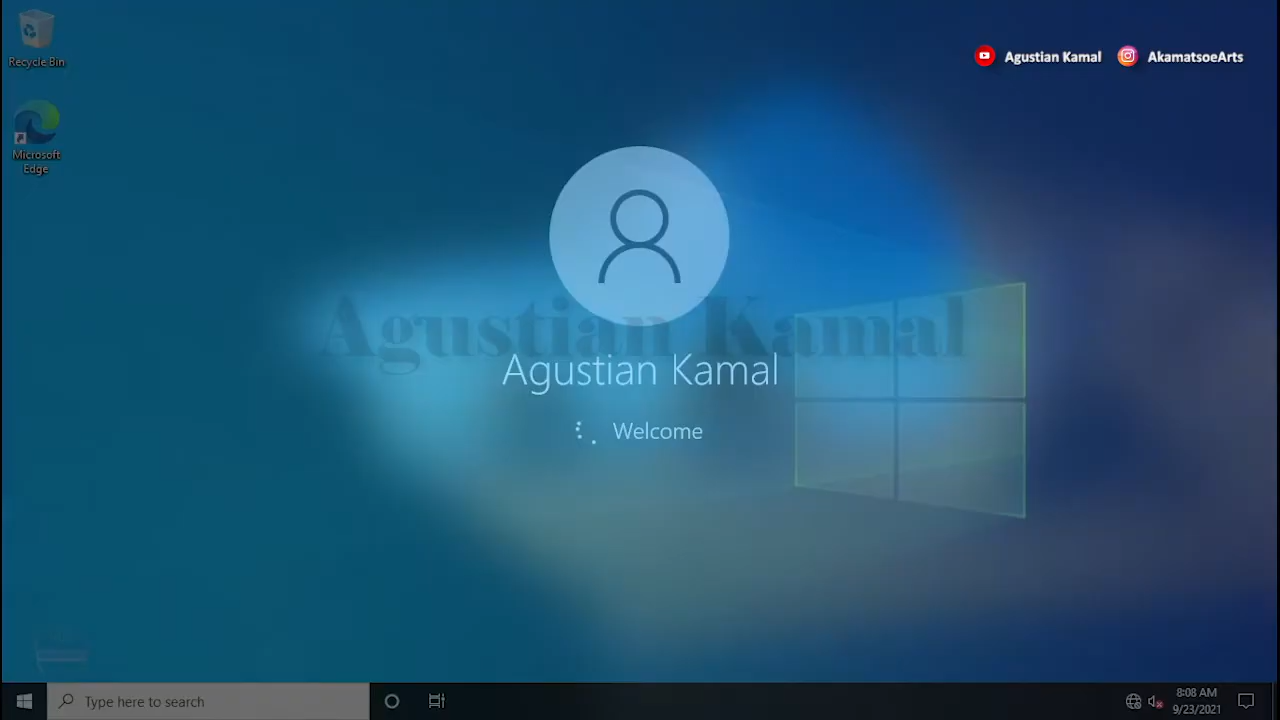 Recycle Bin
Agustian Kamal
AkamatsoeArts
Microsoft
Edge
Agustian Kamal
Agustian Kamal
Welcome
Type here to search
8:08 AM
9/23/2021